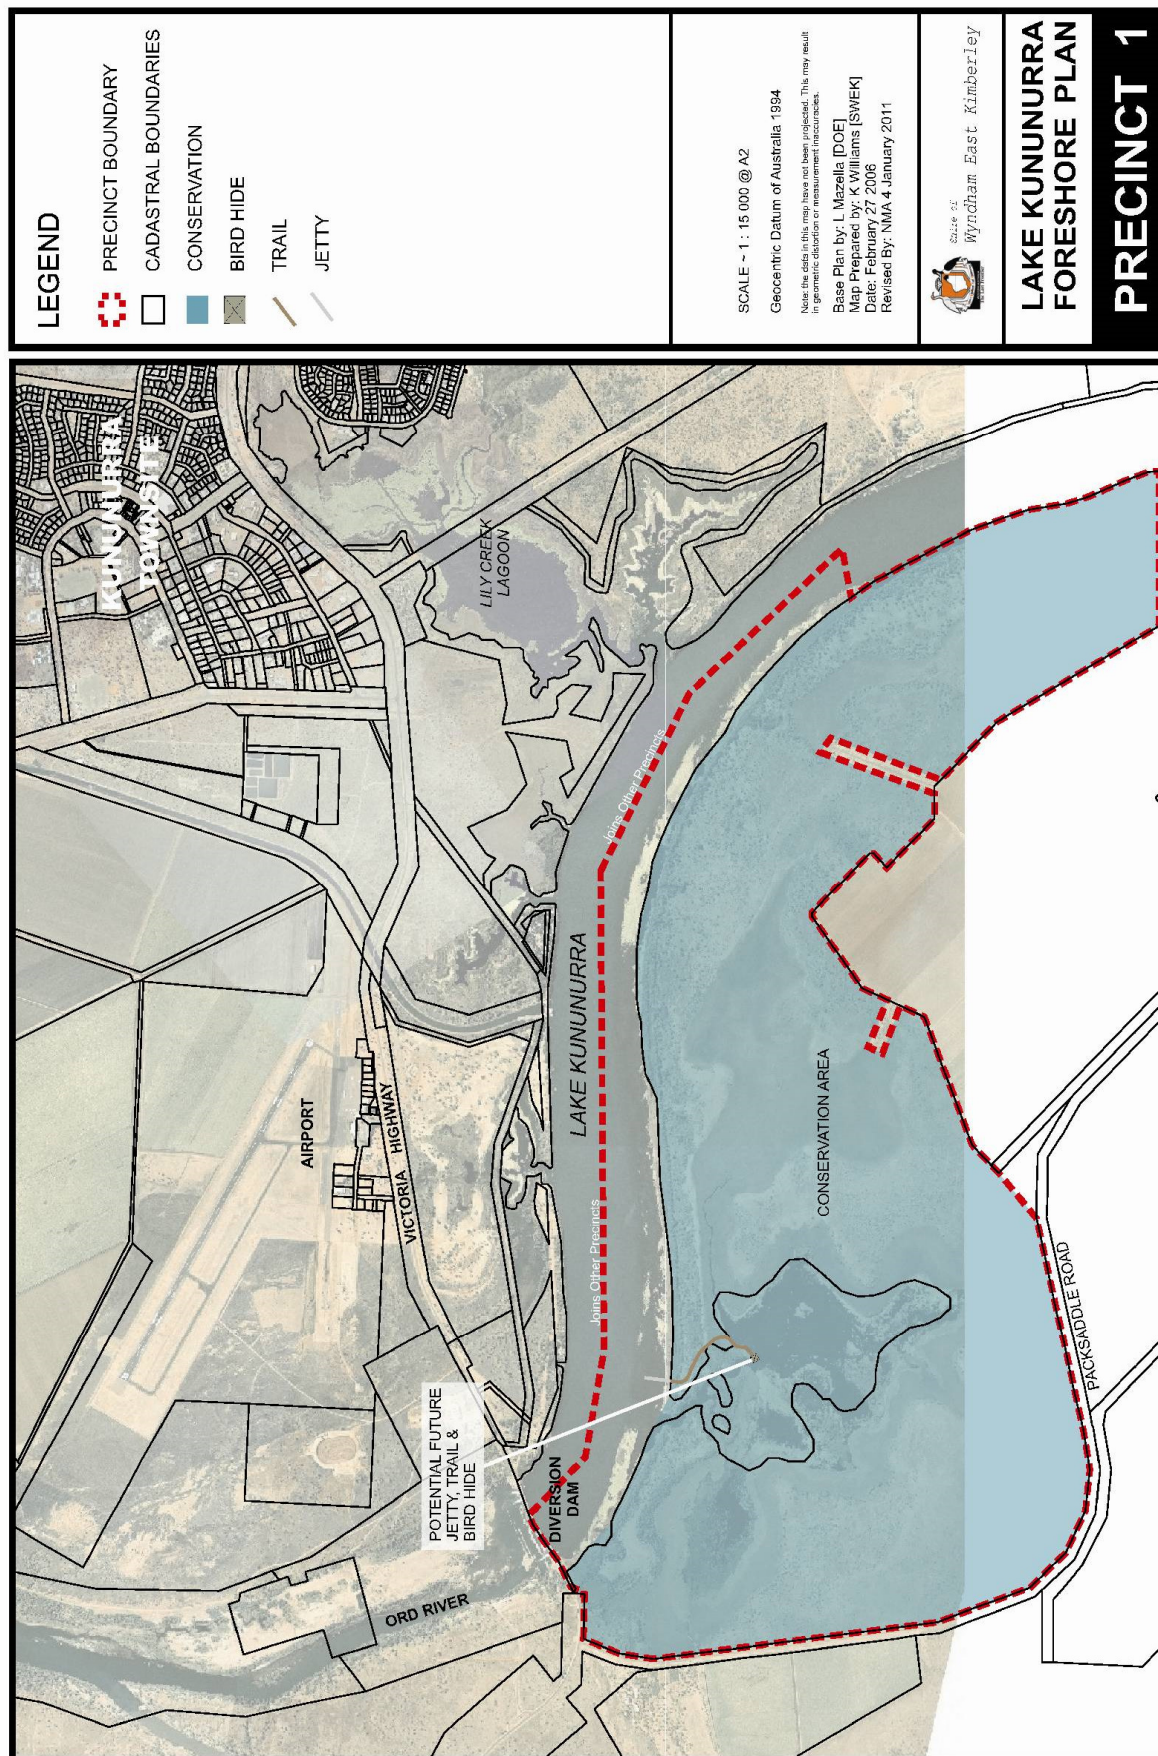 LEGEND
PRECINCT BOUNDARY
CADASTRAL BOUNDARIES
CONSERVATION
BIRD HIDE
TRAIL
JETTY
SCALE ~ 1 : 15 000 @ A2
Geocentric Datum of Australia 1994
Note: the data in this map have not been projected. This may result
in geometric distortion or measurement inaccuracies.
Base Plan by: L Mazella [DOE]
Map Prepared by: K Williams [SWEK]
Date: February 27 2006
Revised By: NMA 4 January 2011
Shire of
Wyndham East Kimberley
LAKE KUNUNURRA
FORESHORE PLAN
PRECINCT 1
KUNUNURRA
TOWNSITE
LILY CREEK
LAGOON
Joins Other Precincts
LAKE KUNUNURRA
AIRPORT
VICTORIA HIGHWAY
Joins Other Precincts
CONSERVATION AREA
POTENTIAL FUTURE
JETTY, TRAIL &
BIRD HIDE
DIVERSION
DAM
ORD RIVER
PACKSADDLE ROAD